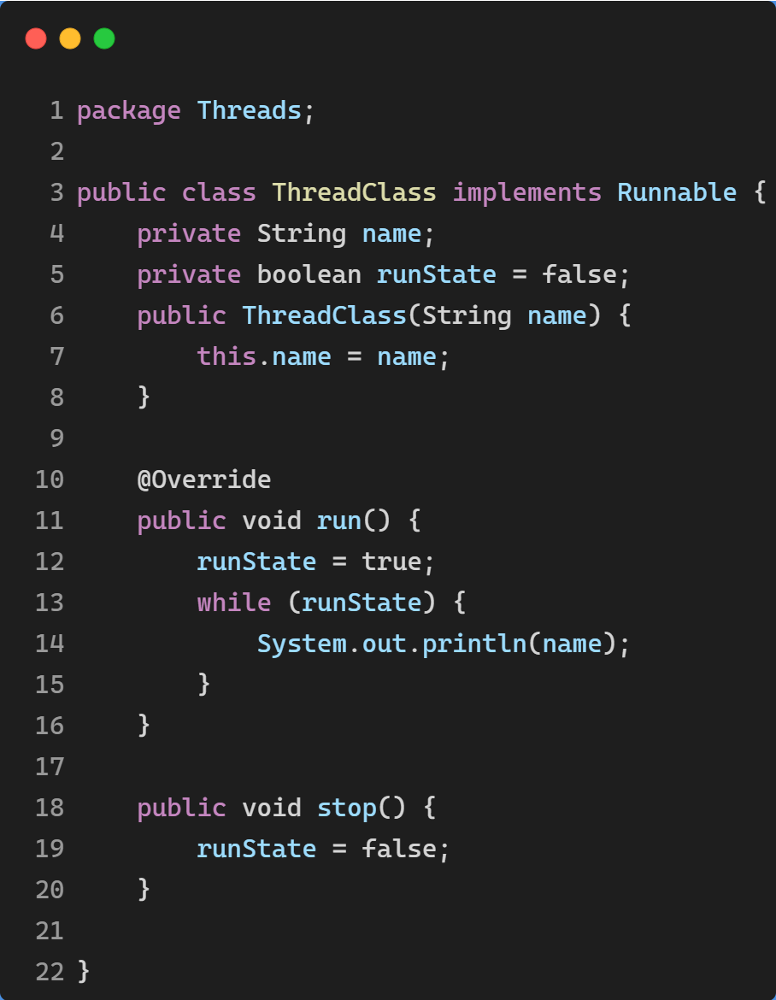 1 package Threads;
2
3 public class ThreadClass implements Runnable {
4     private String name;
5     private boolean runState = false;
6     public ThreadClass(String name) {
7         this.name = name;
8     }
9
10     @Override
11     public void run() {
12         runState = true;
13         while (runState) {
14             System.out.println(name);
15         }
16     }
17
18     public void stop() {
19         runState = false;
20     }
21
22 }